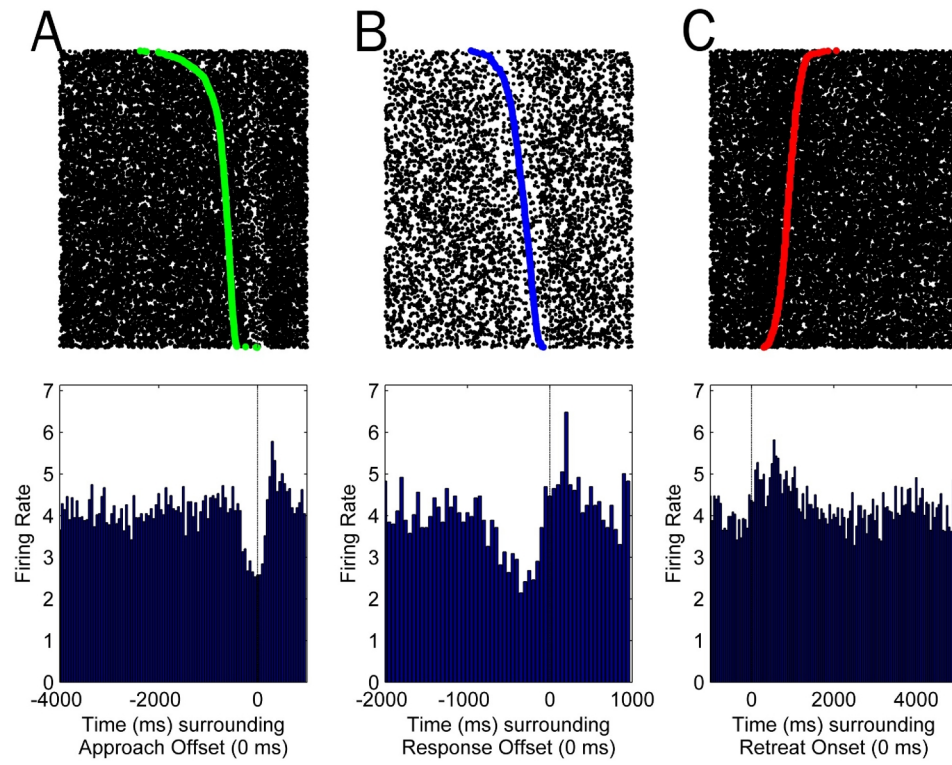 A B C
7
6
5
4
3
2
1
0
Firing Rate
-4000 -2000 0
Time (ms) surrounding
Approach Offset (0 ms)
7
6
5
4
3
2
1
0
Firing Rate
-2000 -1000 0 1000
Time (ms) surrounding
Response Offset (0 ms)
7
6
5
4
3
2
1
0
Firing Rate
0 2000 4000
Time (ms) surrounding
Retreat Onset (0 ms)